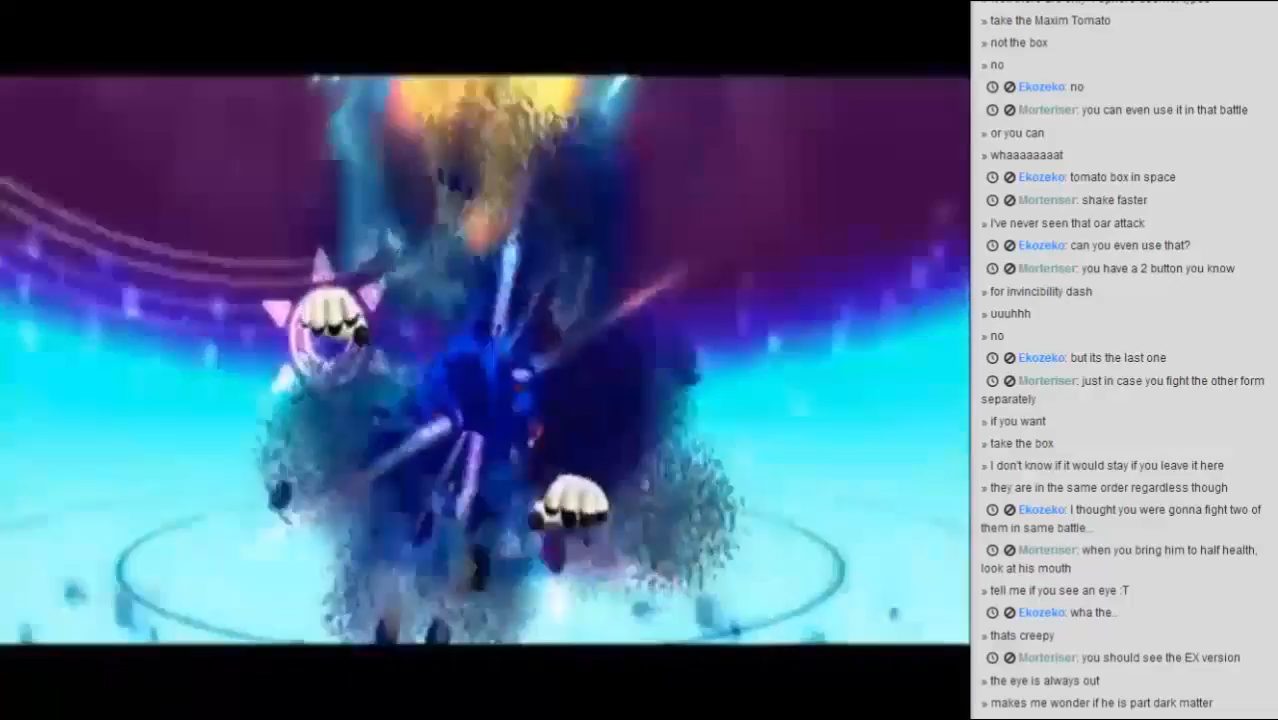 » take the Maxim Tomato
» not the box
» no
Ekozeko: no
Morteriser: you can even use it in that battle
» or you can
» whaaaaaaaat
Ekozeko: tomato box in space
Morteriser: shake faster
» I've never seen that oar attack
Ekozeko: can you even use that?
Morteriser: you have a 2 button you know
» for invincibility dash
» uuuhhh
» no
Ekozeko: but its the last one
Morteriser: just in case you fight the other form
separately
» if you want
» take the box
» I don't know if it would stay if you leave it here
» they are in the same order regardless though
Ekozeko: I thought you were gonna fight two of
them in same battle...
Morteriser: when you bring him to half health,
look at his mouth
» tell me if you see an eye :T
Ekozeko: wha the..
» thats creepy
Morteriser: you should see the EX version
» the eye is always out
» makes me wonder if he is part dark matter